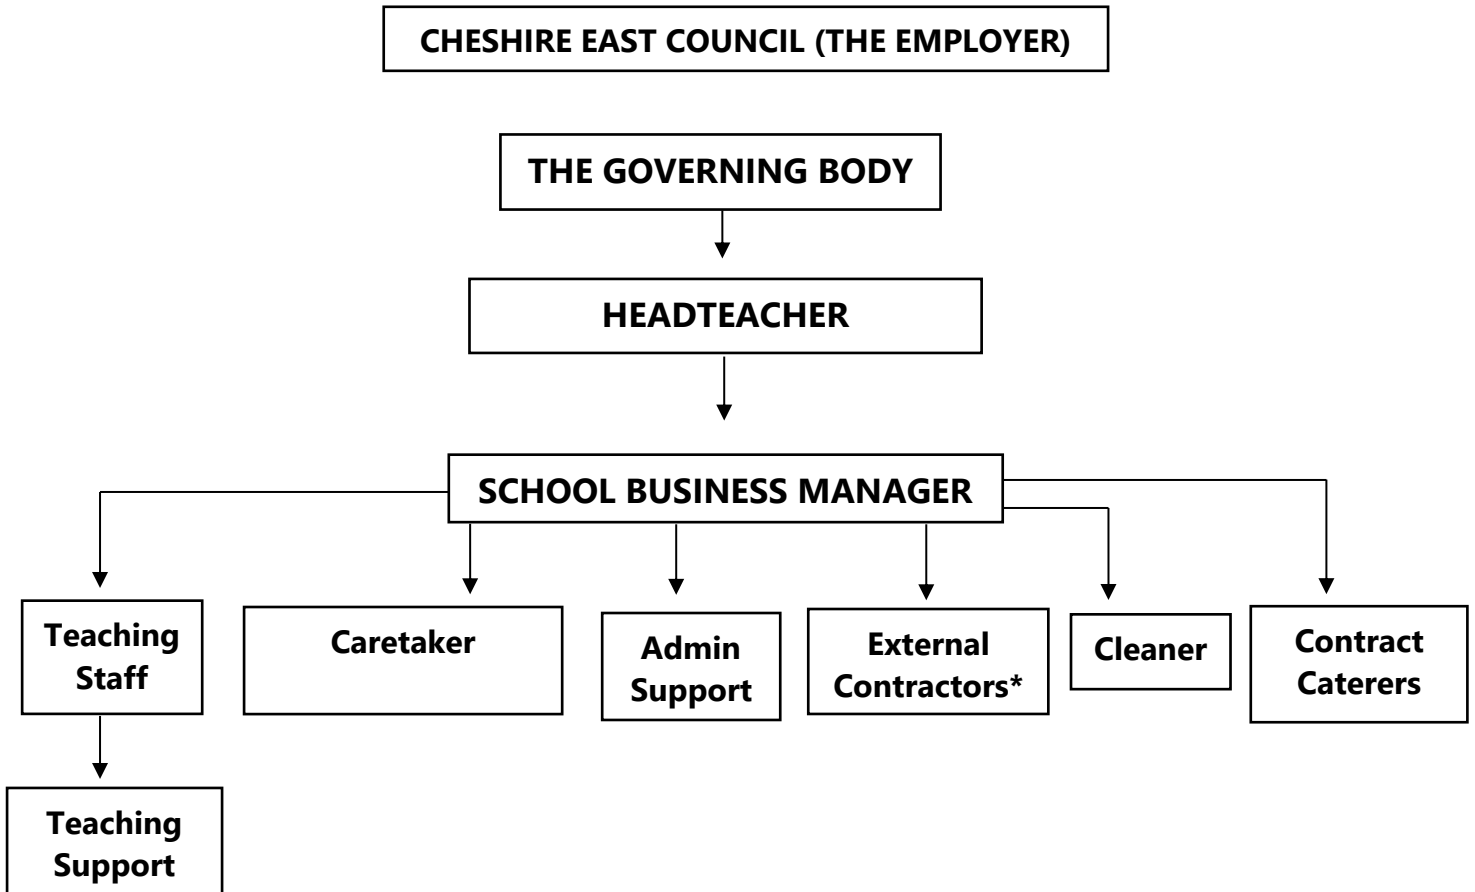 CHESHIRE EAST COUNCIL (THE EMPLOYER)
THE GOVERNING BODY
HEADTEACHER
SCHOOL BUSINESS MANAGER
Teaching
Staff
Caretaker
Admin
Support
External
Contractors*
Cleaner
Contract
Caterers
Teaching
Support